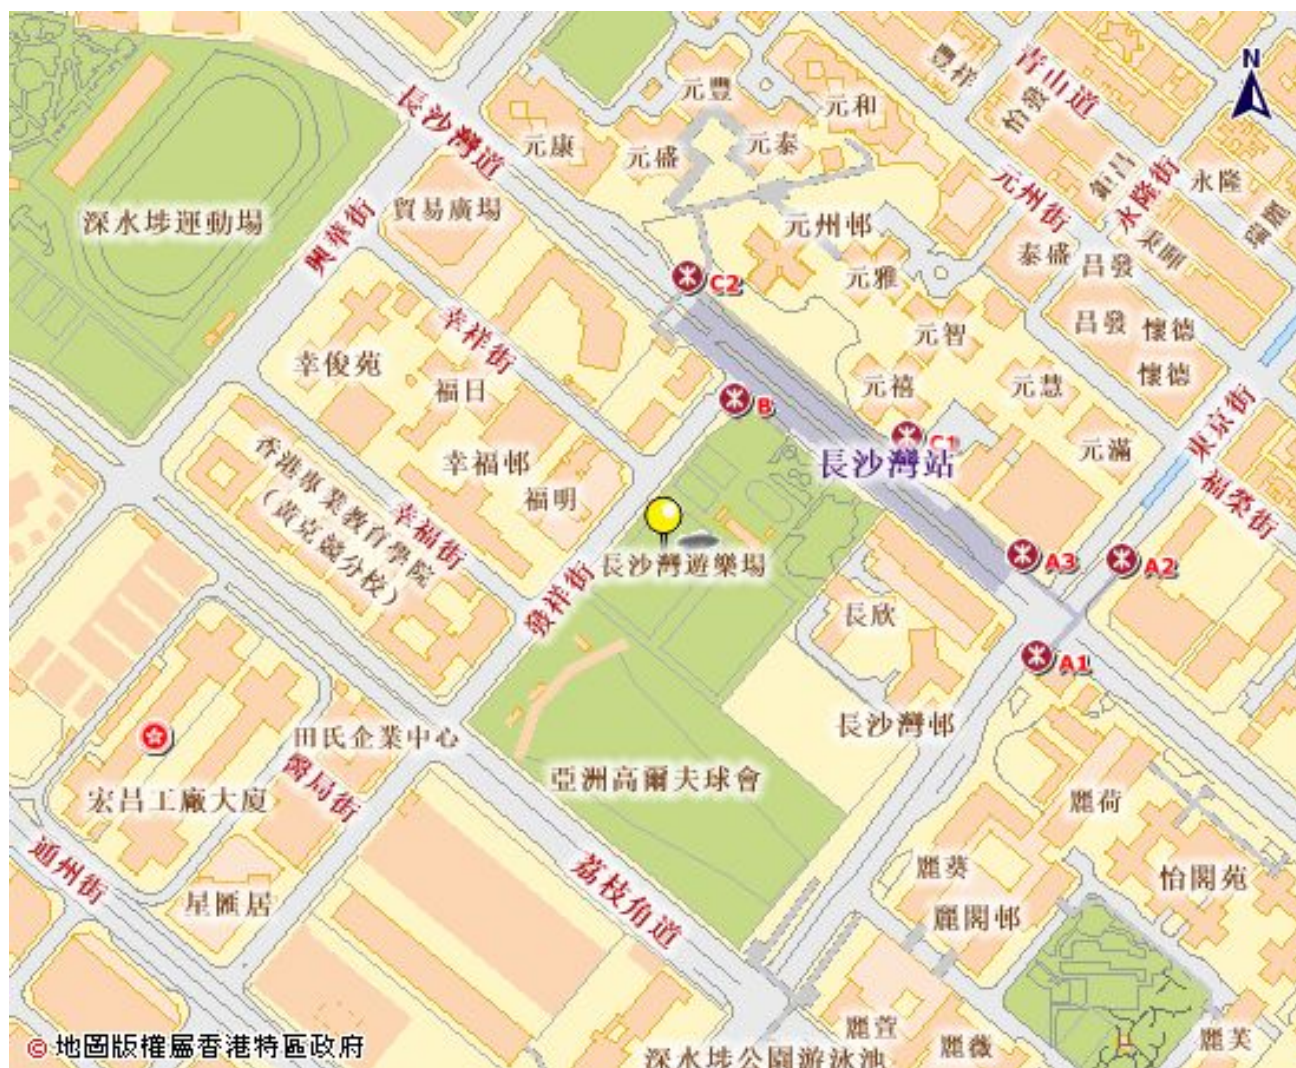 N
豐祥
青山道
元豐
元和
怡發
長沙灣道
元康
元盛
元泰
鉅昌
永隆街
永隆
元州街
深水埗運動場
興華街
貿易廣場
元州邨
泰盛
昌發
東暉
瓊麗
C2
元雅
幸祥街
幸俊苑
福日
元智
昌發
懷德
B
元禧
元慧
懷德
東京街
香港專業教育學院
(黃克競分校)
幸福邨
福明
幸福街
C1
長沙灣站
元滿
福榮街
長沙灣遊樂場
發祥街
A3
A2
長欣
A1
田氏企業中心
長沙灣邨
醫局街
宏昌工廠大廈
亞洲高爾夫球會
麗荷
通州街
星匯居
荔枝角道
麗葵
麗閣邨
怡閣苑
麗萱
麗薇
麗芙
深水埗公園游泳池
© 地圖版權屬香港特區政府